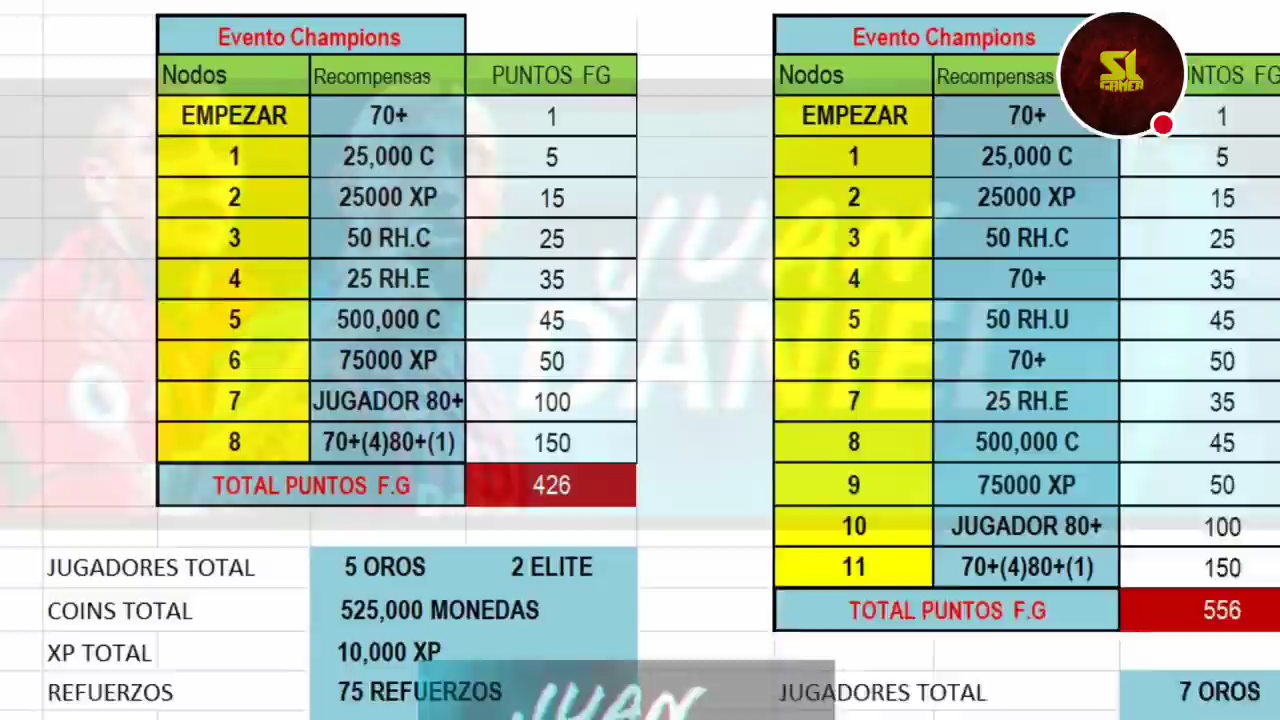 Evento Champions
Nodos Recompensas PUNTOS FG
EMPEZAR 70+ 1
1 25,000 C 5
2 25000 XP 15
3 50 RH.C 25
4 25 RH.E 35
5 500,000 C 45
6 75000 XP 50
7 JUGADOR 80+ 100
8 70+(4)80+(1) 150
TOTAL PUNTOS F.G 426
JUGADORES TOTAL 5 OROS 2 ELITE
COINS TOTAL 525,000 MONEDAS
XP TOTAL 10,000 XP
REFUERZOS 75 REFUERZOS
Evento Champions
Nodos Recompensas NTOS FG
EMPEZAR 70+ 1
1 25,000 C 5
2 25000 XP 15
3 50 RH.C 25
4 70+ 35
5 50 RH.U 45
6 70+ 50
7 25 RH.E 35
8 500,000 C 45
9 75000 XP 50
10 JUGADOR 80+ 100
11 70+(4)80+(1) 150
TOTAL PUNTOS F.G 556
JUGADORES TOTAL 7 OROS
S1
GAMER
JUAN
DANIEL
JUAN